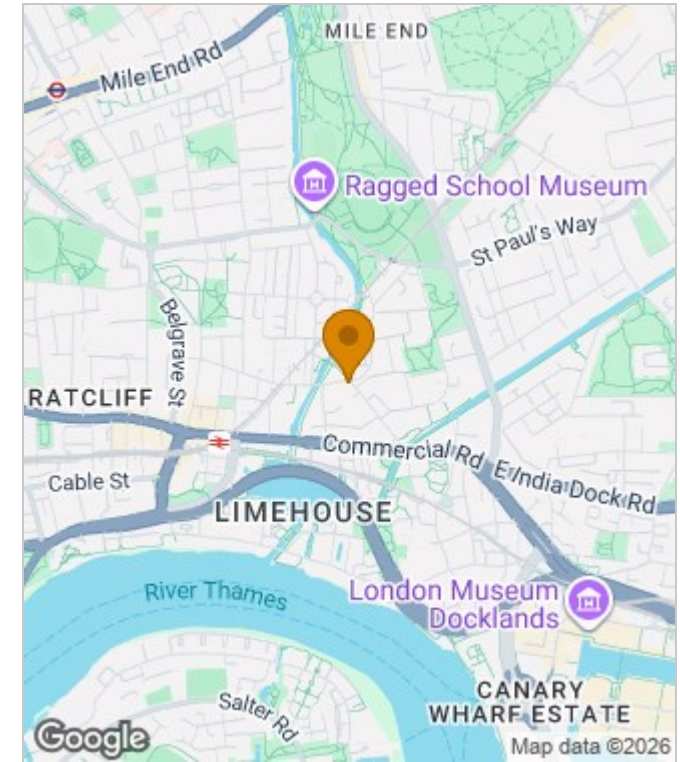 MILE END
Mile End Rd
Ragged School Museum
St Paul's Way
Belgrave St
RATCLIFF
Commercial Rd
E India Dock Rd
Cable St
LIMEHOUSE
River Thames
London Museum
Docklands
CANARY
WHARF ESTATE
Salter Rd
Google
Map data ©2026